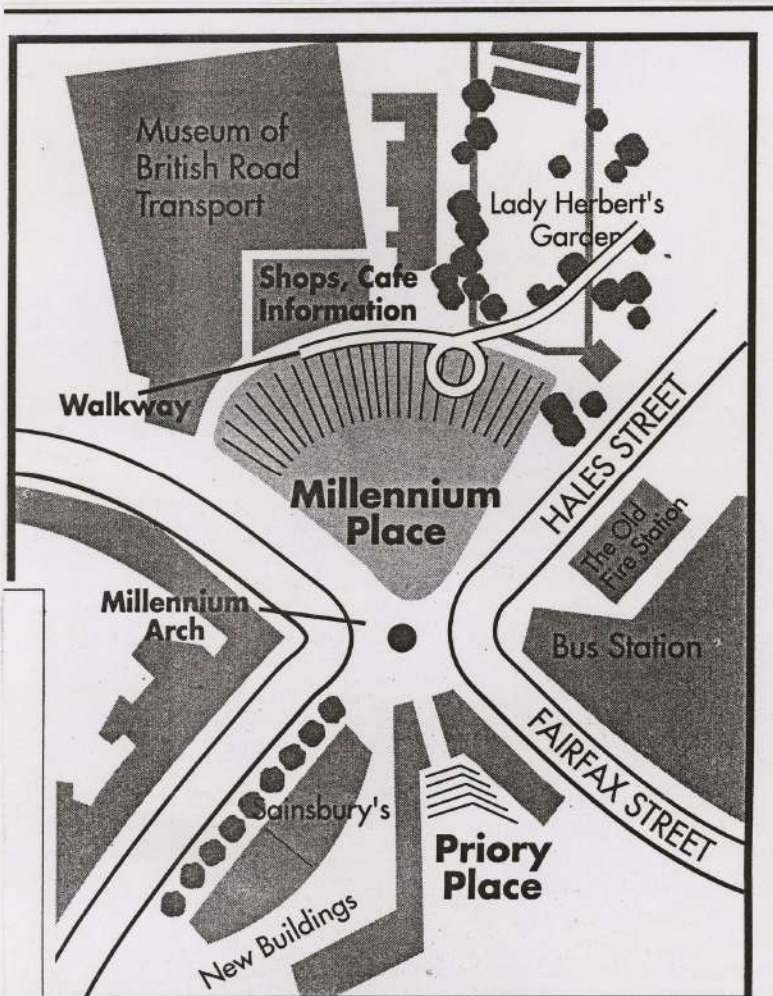 Museum of
British Road
Transport
Lady Herbert's
Garden
Shops, Cafe
Information
Walkway
HALES STREET
Millennium
Place
The Old
Fire Station
Millennium
Arch
Bus Station
FAIRFAX STREET
Sainsbury's
Priory
Place
New Buildings